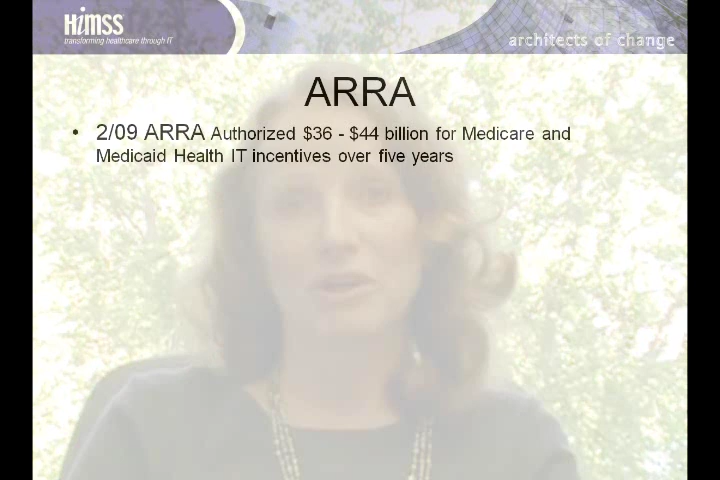 HiMSS
transforming healthcare through IT
architects of change
ARRA
• 2/09 ARRA Authorized $36 - $44 billion for Medicare and
Medicaid Health IT incentives over five years